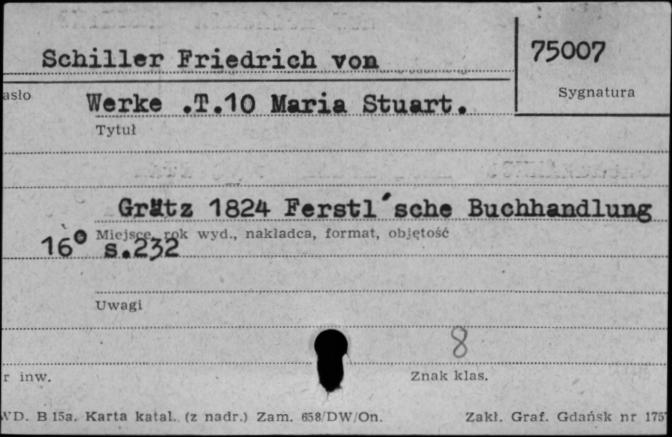 Schiller Friedrich von
75007
Sygnatura
asło
Werke .T.10 Maria Stuart.
Tytuł
Grätz 1824 Ferstl´sche Buchhandlung
Miejsce, rok wyd., nakładca, format, objętość
16° s.232
Uwagi
8
r inw.
Znak klas.
WD. B 15a. Karta katal. (z nadr.) Zam. 658/DW/On.
Zakł. Graf. Gdańsk nr 175